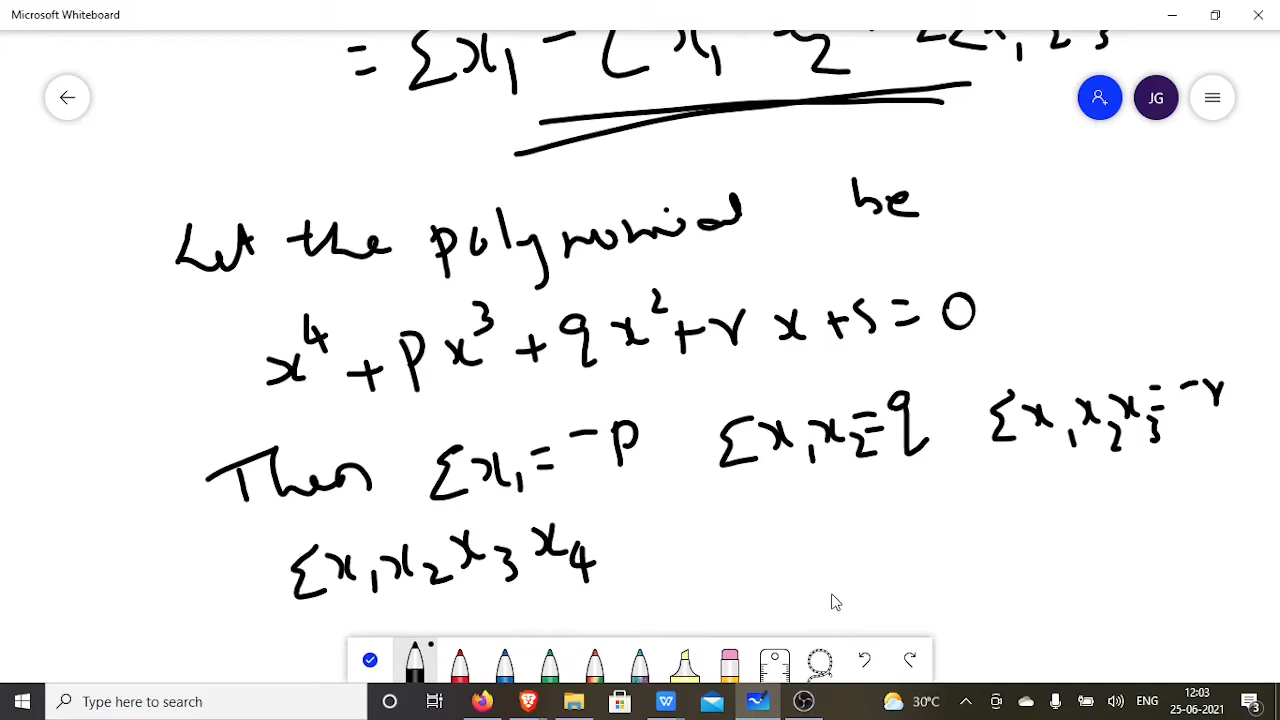 Microsoft Whiteboard
JG
Let the polynomial be
x⁴ + px³ + qx² + rx + s = 0
Then Σx₁ = -p Σx₁x₂ = q Σx₁x₂x₃ = -r
Σx₁x₂x₃x₄
Type here to search
30°C
ENG
12:03
25-06-2021
3